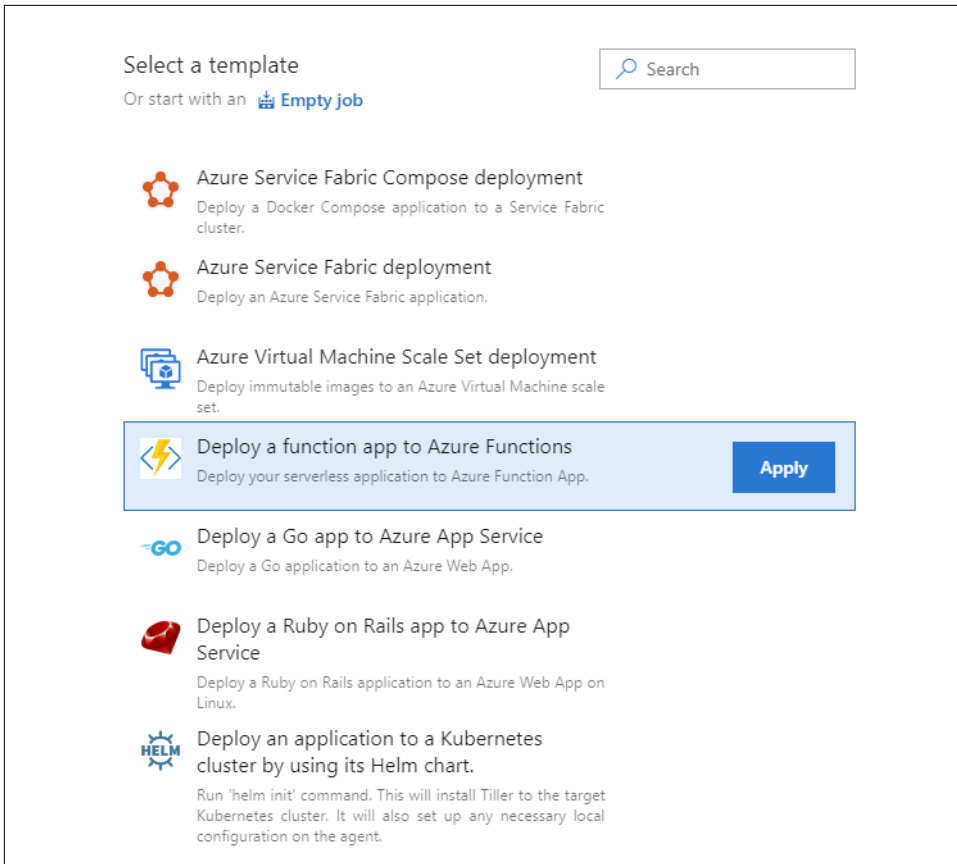 Select a template
Search
Or start with an Empty job
Azure Service Fabric Compose deployment
Deploy a Docker Compose application to a Service Fabric
cluster.
Azure Service Fabric deployment
Deploy an Azure Service Fabric application.
Azure Virtual Machine Scale Set deployment
Deploy immutable images to an Azure Virtual Machine scale
set.
Deploy a function app to Azure Functions
Deploy your serverless application to Azure Function App.
Apply
GO
Deploy a Go app to Azure App Service
Deploy a Go application to an Azure Web App.
Deploy a Ruby on Rails app to Azure App
Service
Deploy a Ruby on Rails application to an Azure Web App on
Linux.
HELM
Deploy an application to a Kubernetes
cluster by using its Helm chart.
Run 'helm init' command. This will install Tiller to the target
Kubernetes cluster. It will also set up any necessary local
configuration on the agent.